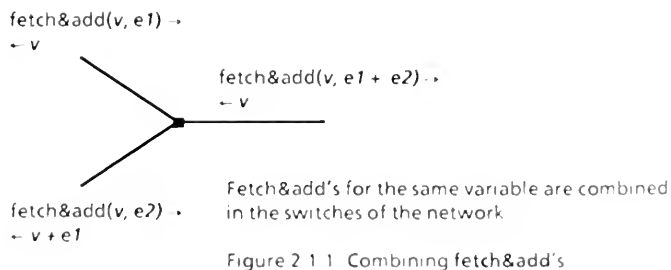 fetch&add(v, e1) →
← v
fetch&add(v, e1 + e2) →
← v
fetch&add(v, e2) →
← v + e1
Fetch&add's for the same variable are combined
in the switches of the network
Figure 2 1 1 Combining fetch&add's